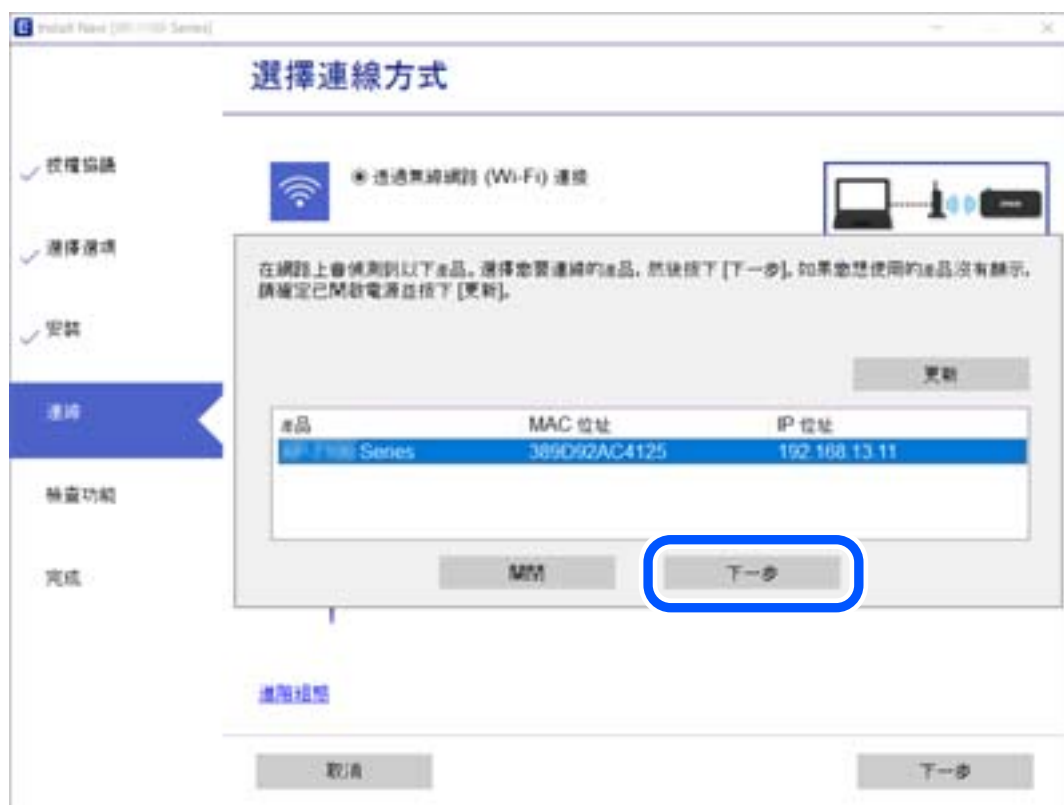 Install Navi [ Series]
選擇連線方式
授權協議
透過無線網路 (Wi-Fi) 連接
選擇選項
在網路上會偵測到以下產品。選擇您要連線的產品，然後按下 [下一步]。如果您想使用的產品沒有顯示，
請確定已開啟電源並按下 [更新]。
安裝
更新
連線
產品 MAC 位址 IP 位址
Series 389D92AC4125 192.168.13.11
檢查功能
關閉 下一步
完成
進階組態
取消 下一步